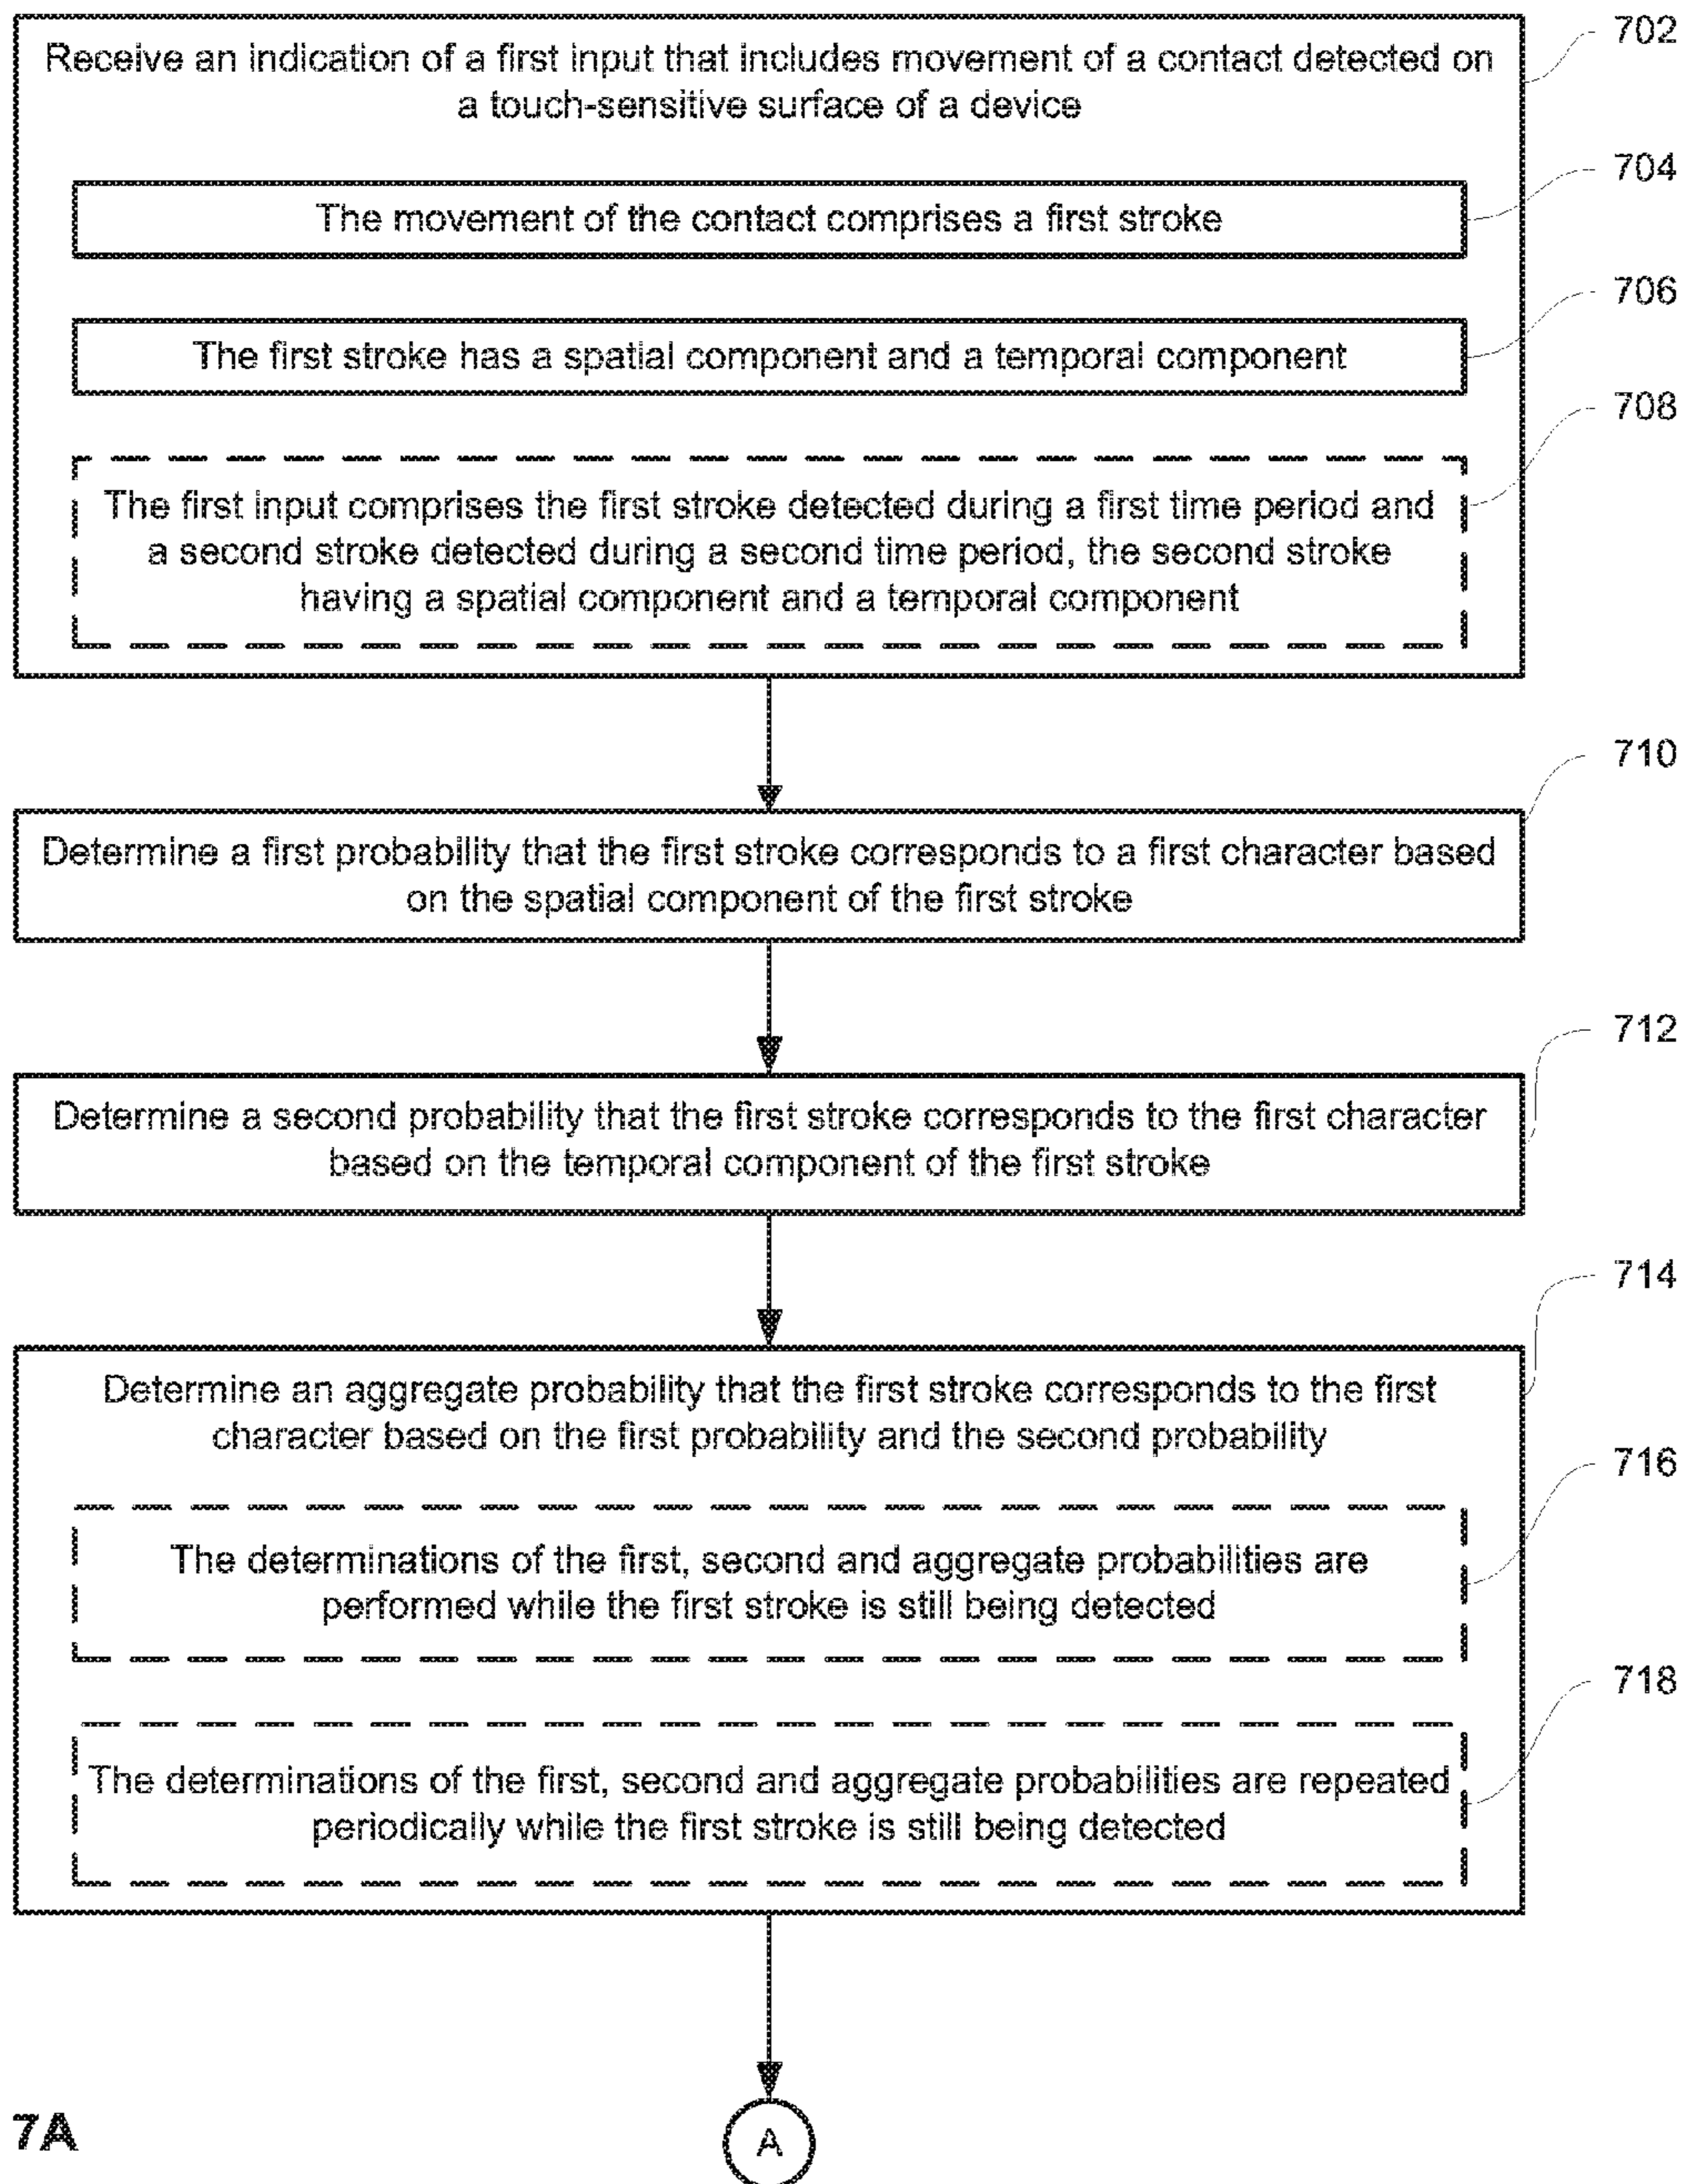 702
Receive an indication of a first input that includes movement of a contact detected on
a touch-sensitive surface of a device
704
The movement of the contact comprises a first stroke
706
The first stroke has a spatial component and a temporal component
708
The first input comprises the first stroke detected during a first time period and
a second stroke detected during a second time period, the second stroke
having a spatial component and a temporal component
710
Determine a first probability that the first stroke corresponds to a first character based
on the spatial component of the first stroke
712
Determine a second probability that the first stroke corresponds to the first character
based on the temporal component of the first stroke
714
Determine an aggregate probability that the first stroke corresponds to the first
character based on the first probability and the second probability
716
The determinations of the first, second and aggregate probabilities are
performed while the first stroke is still being detected
718
The determinations of the first, second and aggregate probabilities are repeated
periodically while the first stroke is still being detected
7A
A